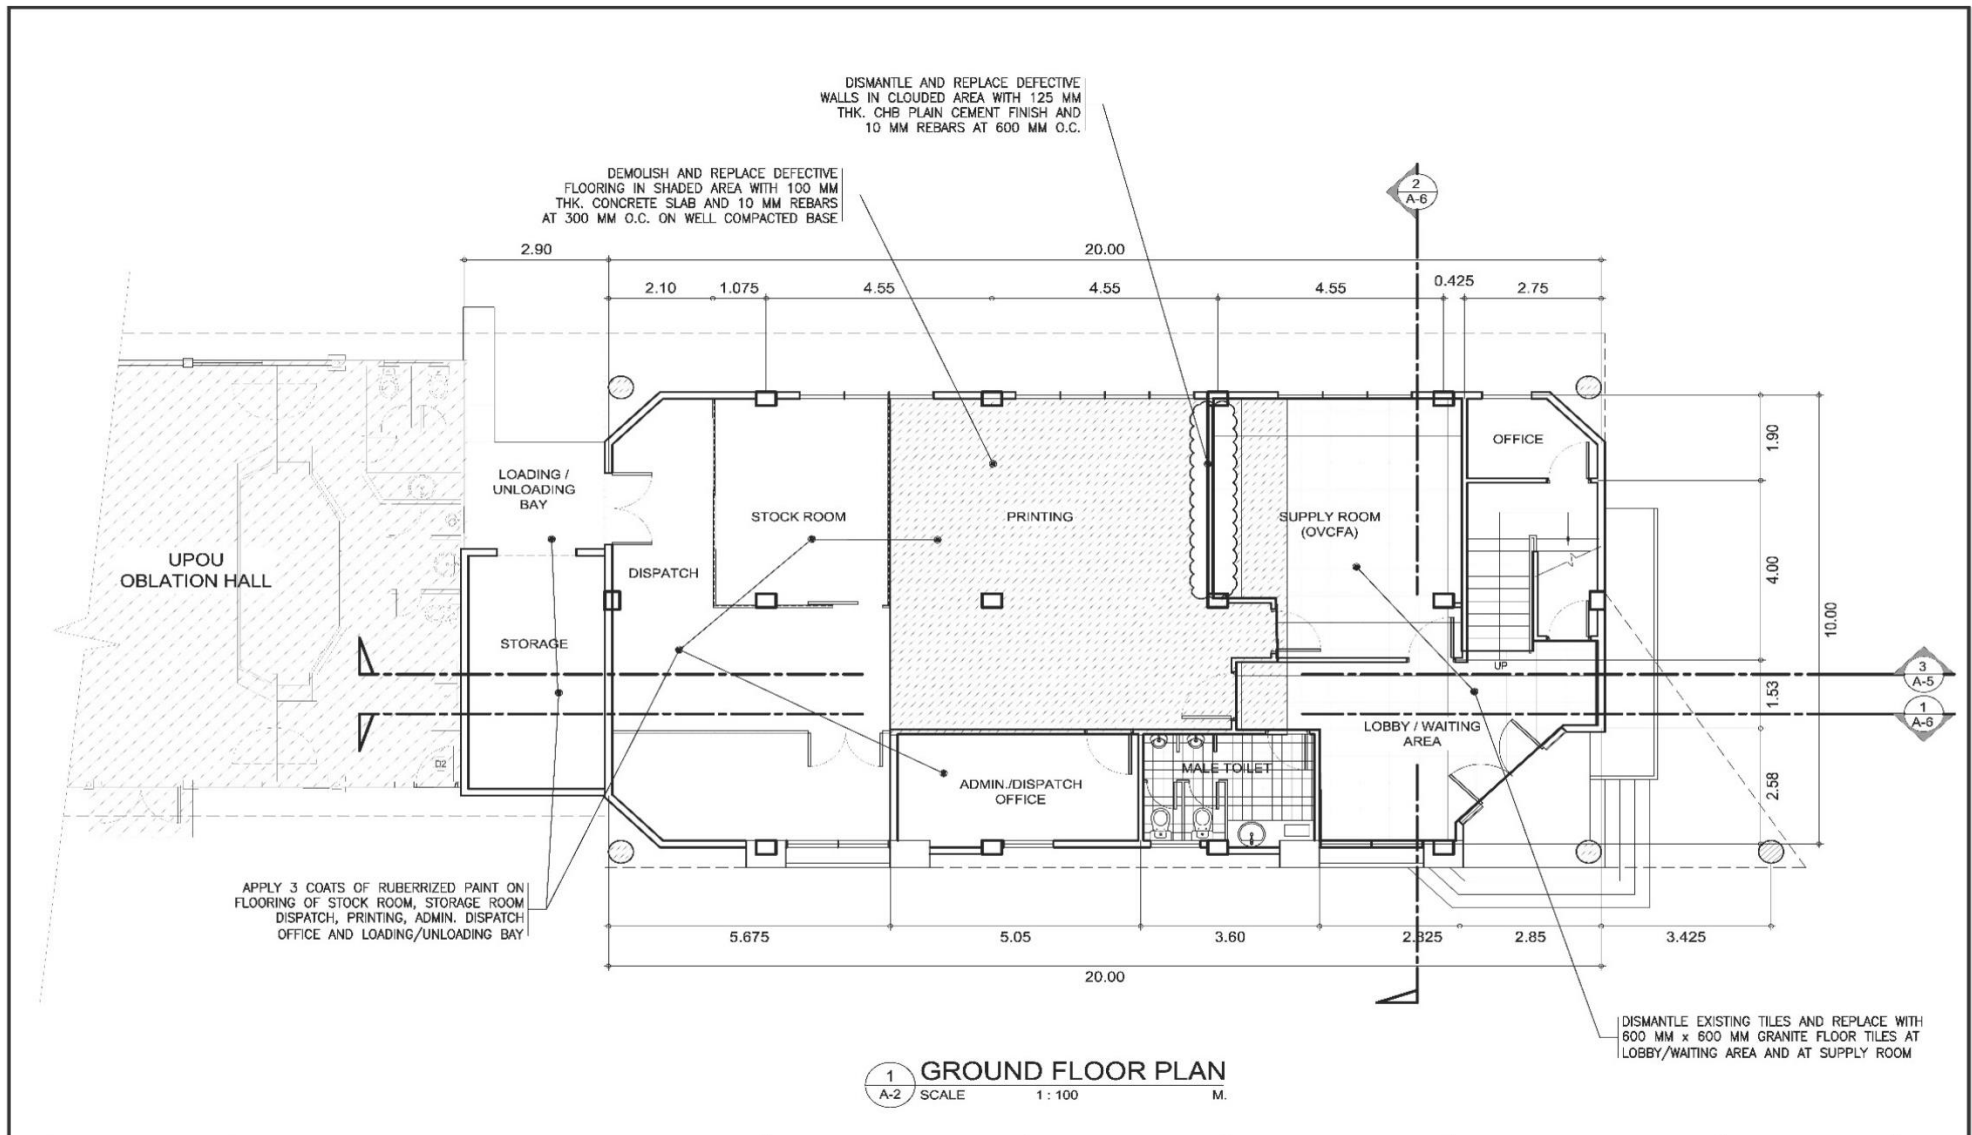 DISMANTLE AND REPLACE DEFECTIVE
WALLS IN CLOUDED AREA WITH 125 MM
THK. CHB PLAIN CEMENT FINISH AND
10 MM REBARS AT 600 MM O.C.
DEMOLISH AND REPLACE DEFECTIVE
FLOORING IN SHADED AREA WITH 100 MM
THK. CONCRETE SLAB AND 10 MM REBARS
AT 300 MM O.C. ON WELL COMPACTED BASE
2
A-6
2.90
20.00
2.10
1.075
4.55
4.55
4.55
0.425
2.75
OFFICE
1.90
LOADING /
UNLOADING
BAY
STOCK ROOM
PRINTING
SUPPLY ROOM
(OVCFA)
UPOU
OBLATION HALL
DISPATCH
4.00
10.00
STORAGE
UP
3
A-5
1.53
1
A-6
LOBBY / WAITING
AREA
D2
MALE TOILET
ADMIN./DISPATCH
OFFICE
2.58
APPLY 3 COATS OF RUBERRIZED PAINT ON
FLOORING OF STOCK ROOM, STORAGE ROOM
DISPATCH, PRINTING, ADMIN. DISPATCH
OFFICE AND LOADING/UNLOADING BAY
5.675
5.05
3.60
2.825
2.85
3.425
20.00
DISMANTLE EXISTING TILES AND REPLACE WITH
600 MM x 600 MM GRANITE FLOOR TILES AT
LOBBY/WAITING AREA AND AT SUPPLY ROOM
1
A-2
GROUND FLOOR PLAN
SCALE 1 : 100 M.